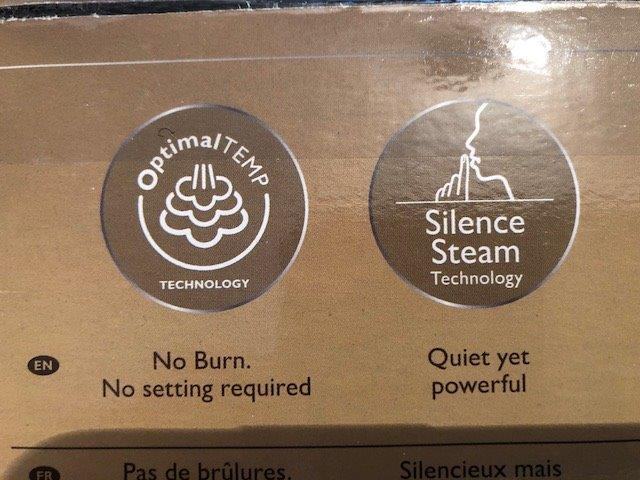 OptimalTEMP
TECHNOLOGY
Silence
Steam
Technology
EN
No Burn.
No setting required
Quiet yet
powerful
FR
Pas de brûlures.
Silencieux mais